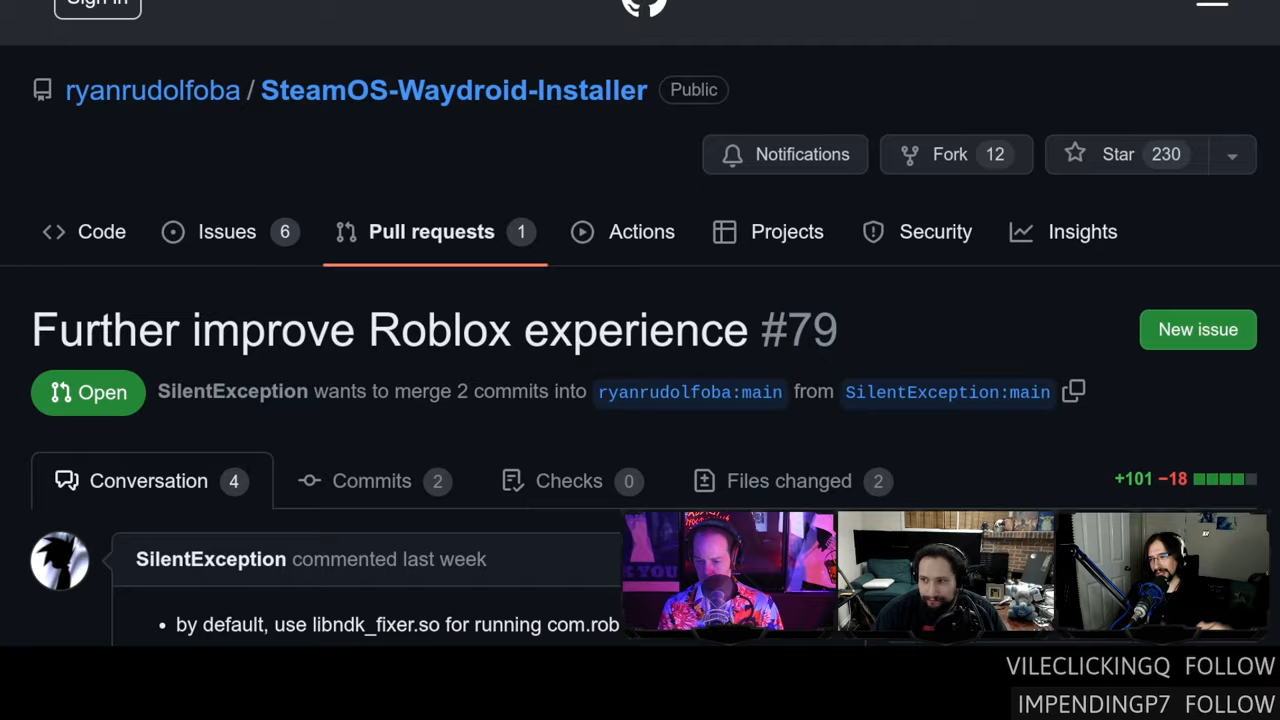 Sign in
ryanrudolfoba / SteamOS-Waydroid-Installer Public
Notifications Fork 12 Star 230
Code Issues 6 Pull requests 1 Actions Projects Security Insights
Further improve Roblox experience #79 New issue
Open SilentException wants to merge 2 commits into ryanrudolfoba:main from SilentException:main
Conversation 4 Commits 2 Checks 0 Files changed 2 +101 −18
SilentException commented last week
• by default, use libndk_fixer.so for running com.rob
VILECLICKINGQ FOLLOW
IMPENDINGP7 FOLLOW